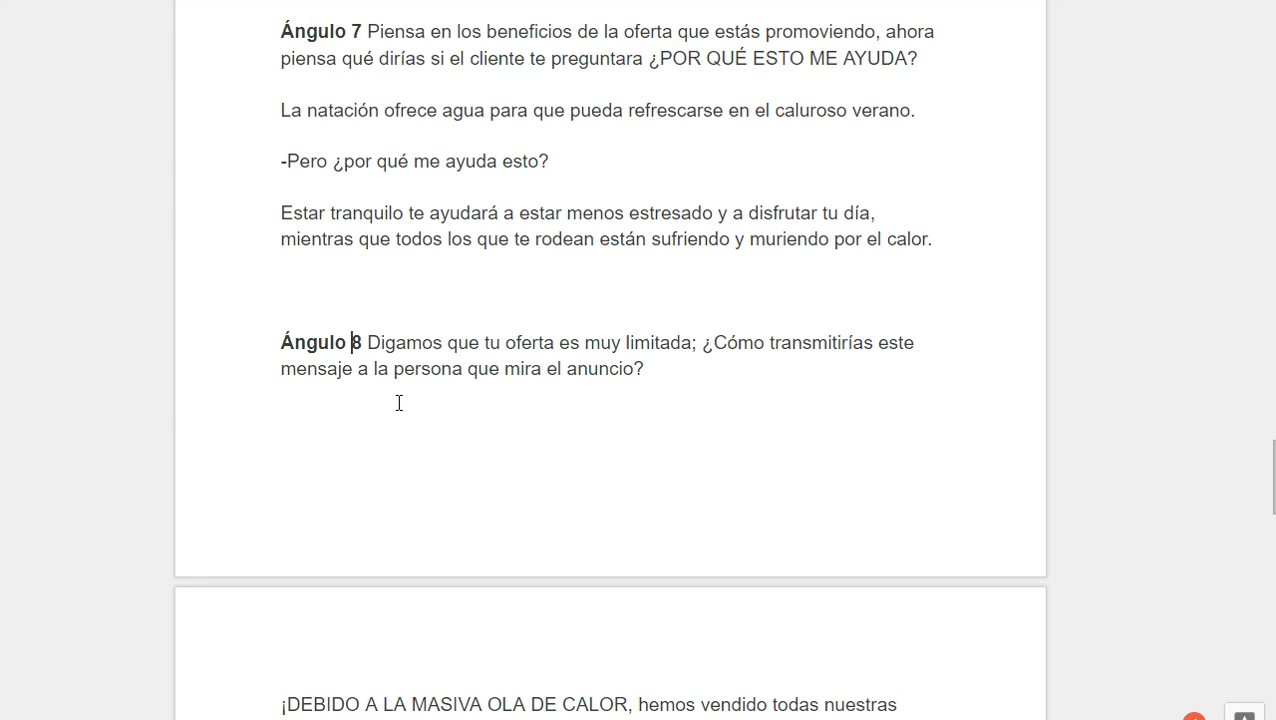 Ángulo 7 Piensa en los beneficios de la oferta que estás promoviendo, ahora
piensa qué dirías si el cliente te preguntara ¿POR QUÉ ESTO ME AYUDA?
La natación ofrece agua para que pueda refrescarse en el caluroso verano.
-Pero ¿por qué me ayuda esto?
Estar tranquilo te ayudará a estar menos estresado y a disfrutar tu día,
mientras que todos los que te rodean están sufriendo y muriendo por el calor.
Ángulo 8 Digamos que tu oferta es muy limitada; ¿Cómo transmitirías este
mensaje a la persona que mira el anuncio?
¡DEBIDO A LA MASIVA OLA DE CALOR, hemos vendido todas nuestras